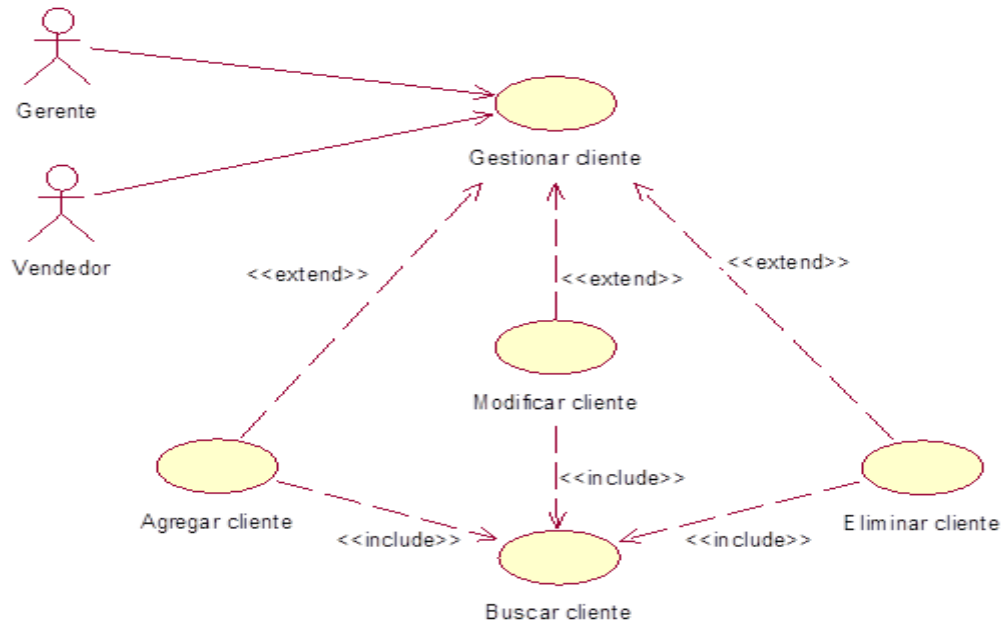 Gerente
Gestionar cliente
Vendedor
<<extend>>
<<extend>>
<<extend>>
Modificar cliente
<<include>>
Agregar cliente
Eliminar cliente
<<include>>
<<include>>
Buscar cliente